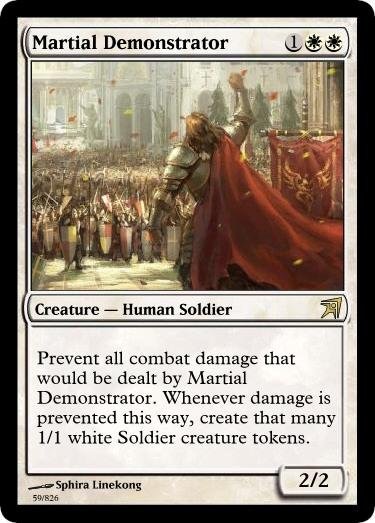 Martial Demonstrator 1
Creature — Human Soldier
Prevent all combat damage that
would be dealt by Martial
Demonstrator. Whenever damage is
prevented this way, create that many
1/1 white Soldier creature tokens.
Sphira Linekong
2/2
59/826